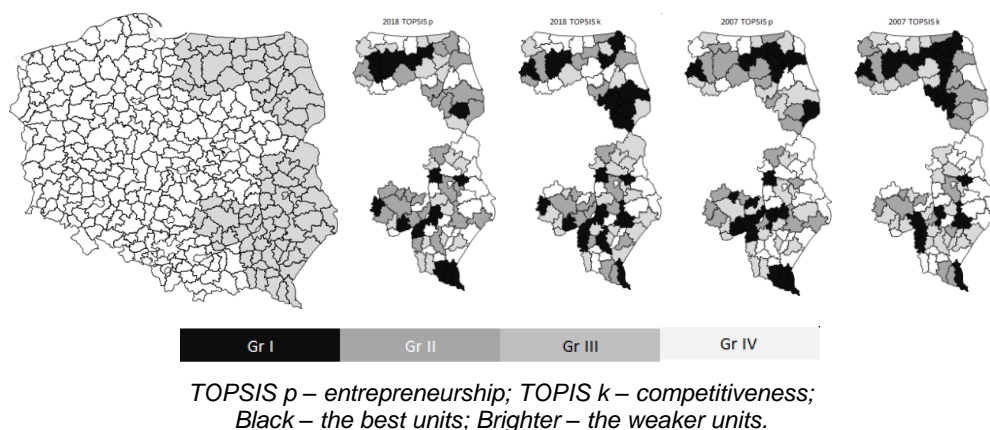 2018 TOPSIS p
2018 TOPSIS k
2007 TOPSIS p
2007 TOPSIS k
Gr I
Gr II
Gr III
Gr IV
TOPSIS p – entrepreneurship; TOPIS k – competitiveness;
Black – the best units; Brighter – the weaker units.